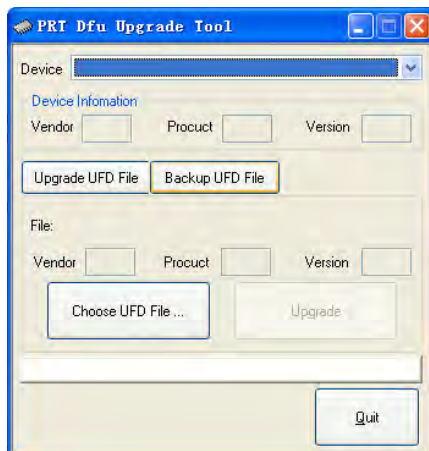 PRT Dfu Upgrade Tool
Device
Device Infomation
Vendor Procuct Version
Upgrade UFD File Backup UFD File
File:
Vendor Procuct Version
Choose UFD File ... Upgrade
Quit